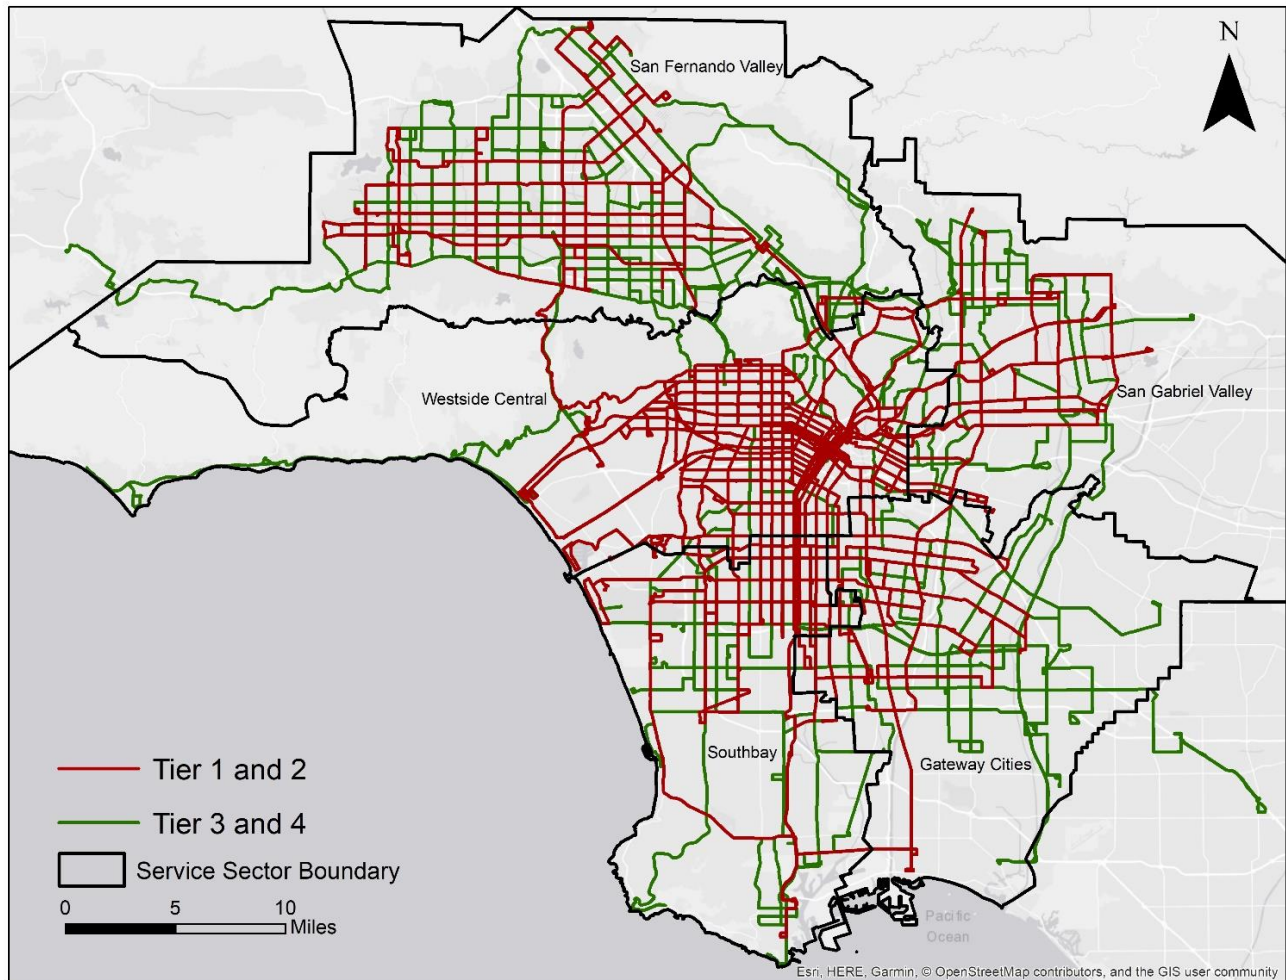 N
San Fernando Valley
Westside Central
San Gabriel Valley
Southbay
Gateway Cities
Tier 1 and 2
Tier 3 and 4
Service Sector Boundary
0 5 10
Miles
Pacific
Ocean
Esri, HERE, Garmin, © OpenStreetMap contributors, and the GIS user community